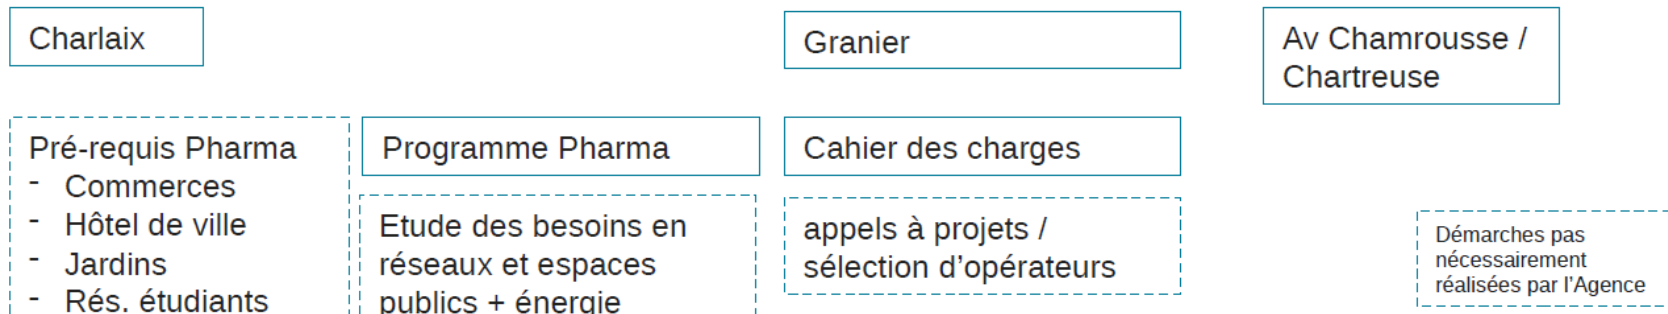 Charlaix
Granier
Av Chamrousse /
Chartreuse
Pré-requis Pharma
- Commerces
- Hôtel de ville
- Jardins
- Rés. étudiants
Programme Pharma
Etude des besoins en
réseaux et espaces
publics + énergie
Cahier des charges
appels à projets /
sélection d’opérateurs
Démarches pas
nécessairement
réalisées par l’Agence